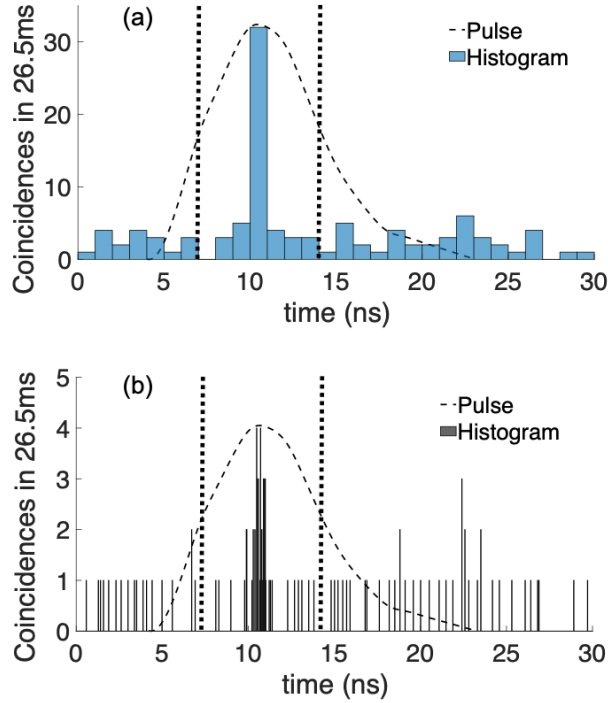 (a)
Pulse
Histogram
Coincidences in 26.5ms
30
20
10
0
0 5 10 15 20 25 30
time (ns)
(b)
Pulse
Histogram
Coincidences in 26.5ms
5
4
3
2
1
0
0 5 10 15 20 25 30
time (ns)